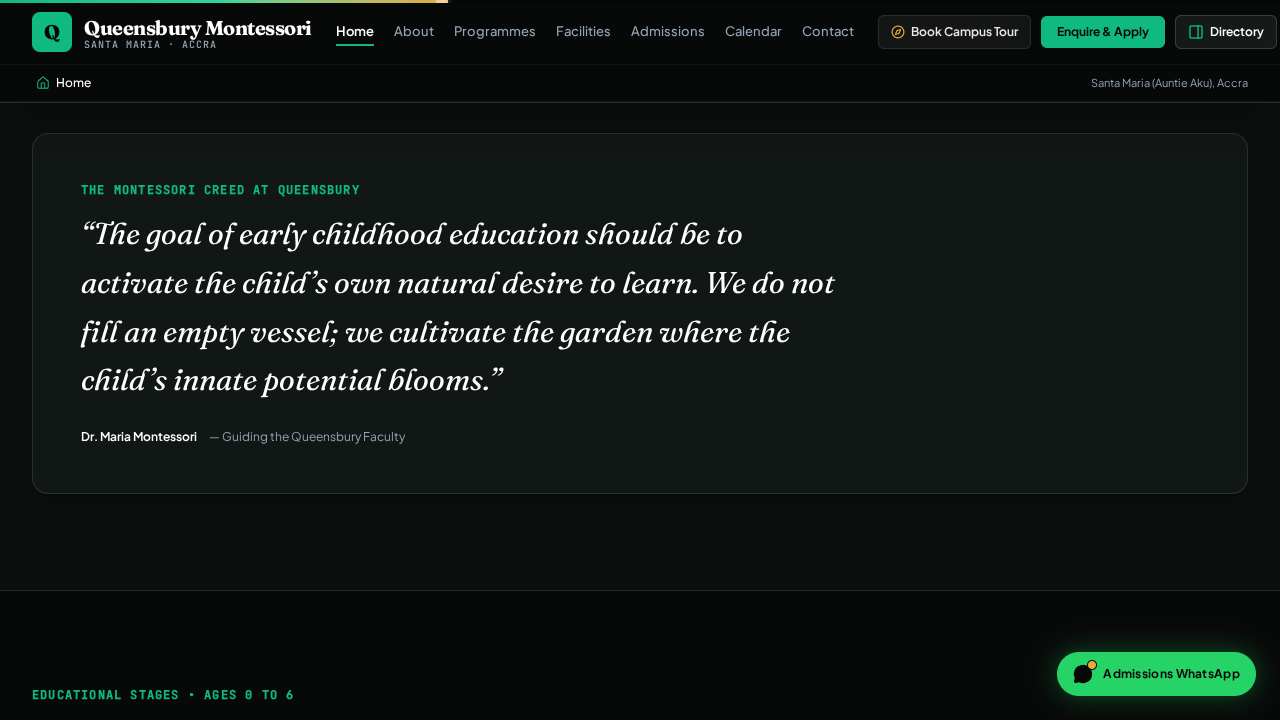 Q
Queensbury Montessori
SANTA MARIA · ACCRA
Home
About
Programmes
Facilities
Admissions
Calendar
Contact
Book Campus Tour
Enquire & Apply
Directory
Home
Santa Maria (Auntie Aku), Accra
THE MONTESSORI CREED AT QUEENSBURY
“The goal of early childhood education should be to
activate the child’s own natural desire to learn. We do not
fill an empty vessel; we cultivate the garden where the
child’s innate potential blooms.”
Dr. Maria Montessori — Guiding the Queensbury Faculty
EDUCATIONAL STAGES • AGES 0 TO 6
Admissions WhatsApp